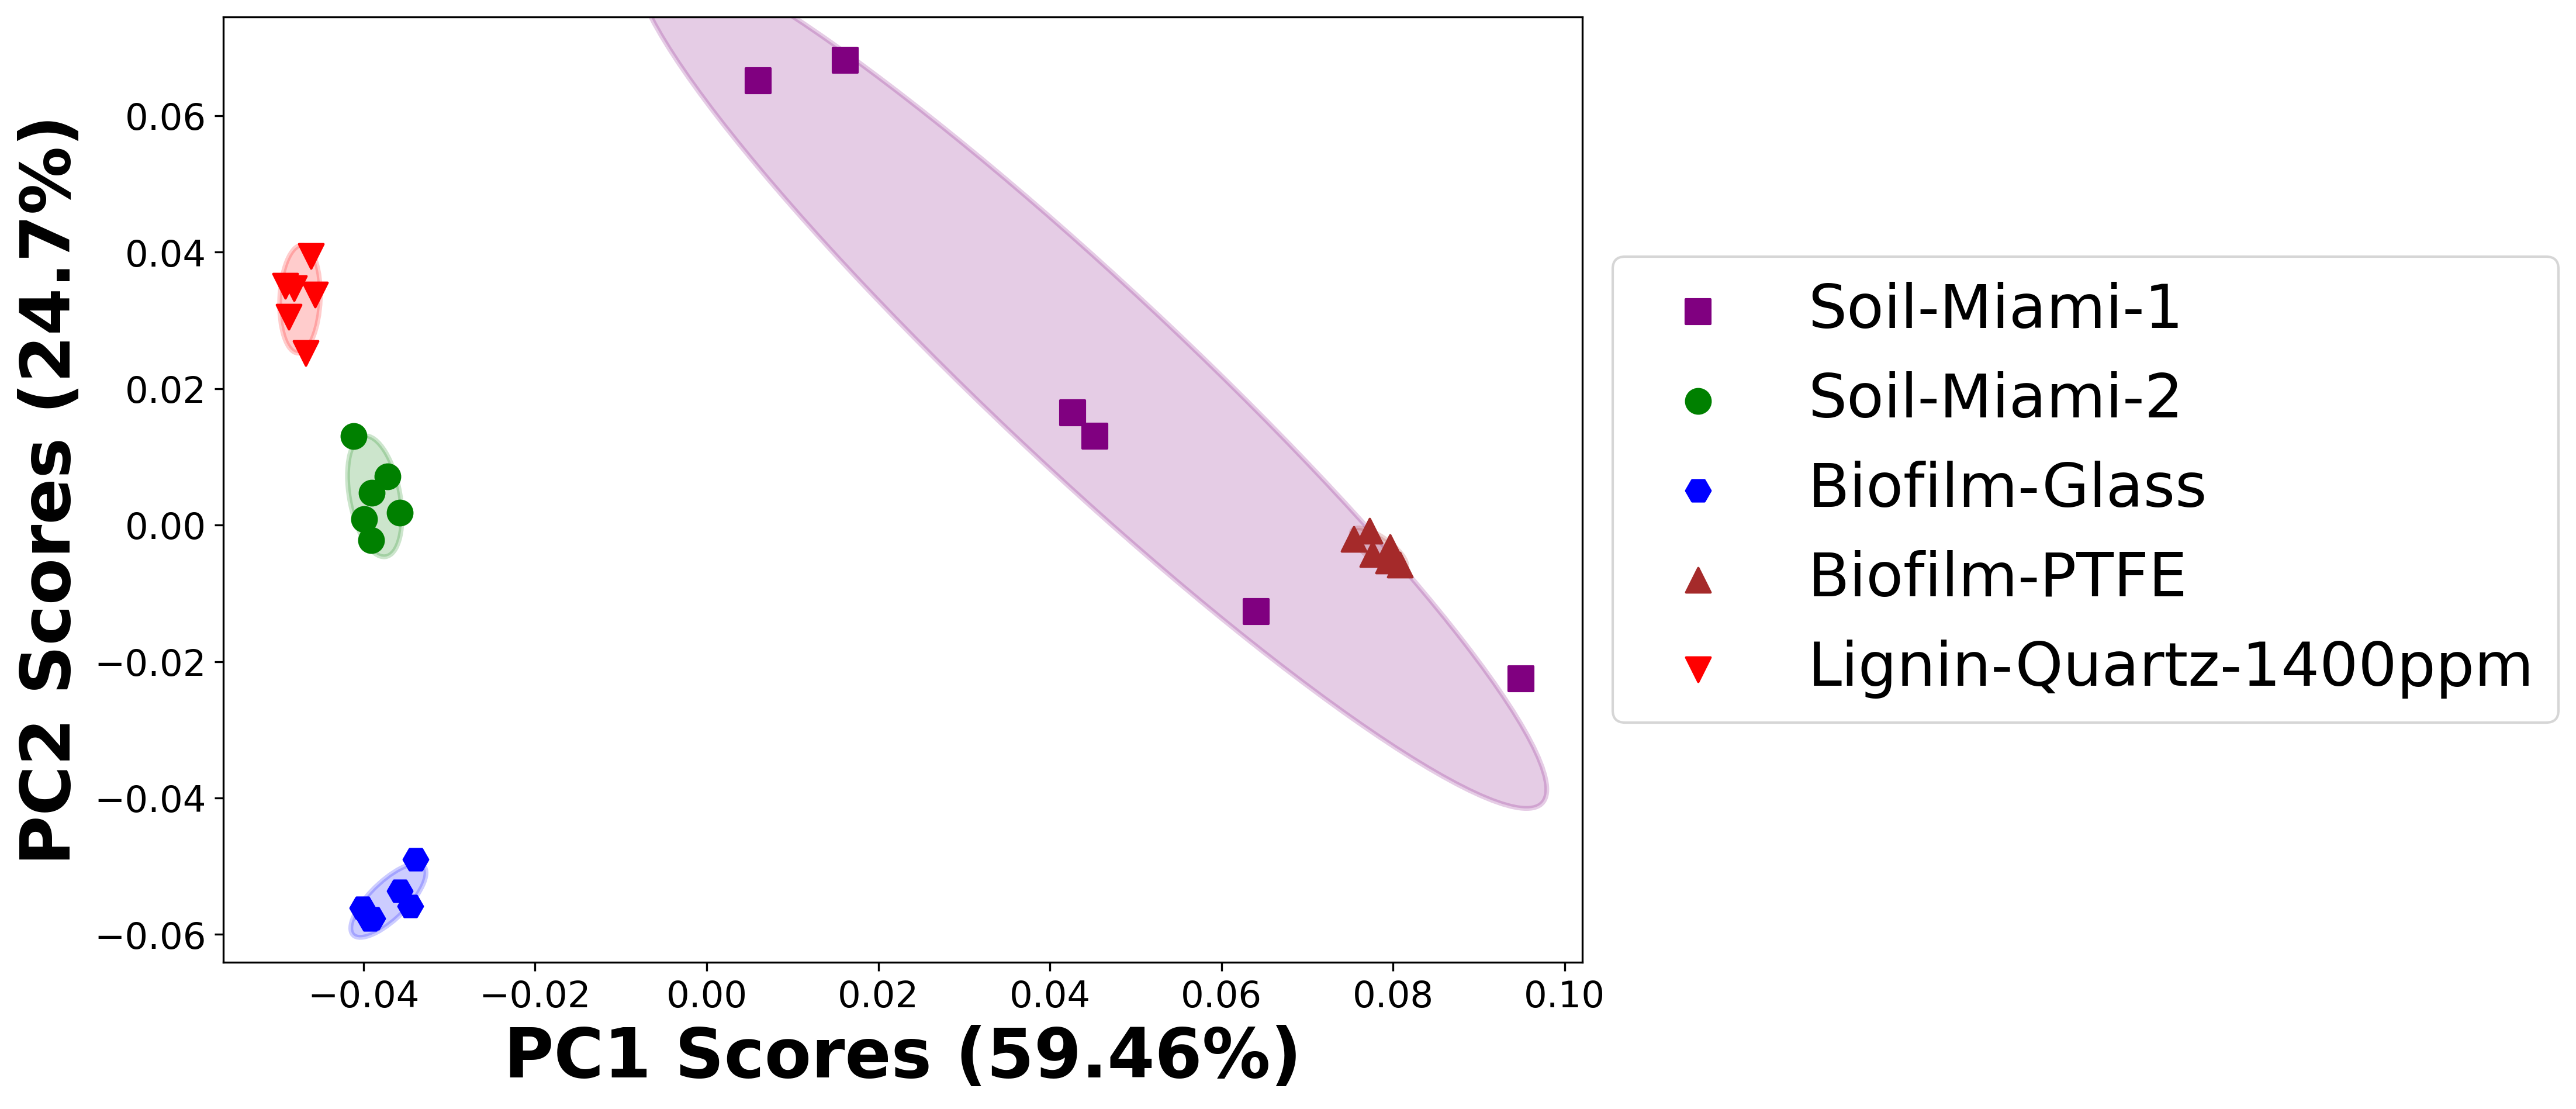 PC2 Scores (24.7%)
0.06
0.04
0.02
0.00
−0.02
−0.04
−0.06
−0.04
−0.02
0.00
0.02
0.04
0.06
0.08
0.10
PC1 Scores (59.46%)
Soil-Miami-1
Soil-Miami-2
Biofilm-Glass
Biofilm-PTFE
Lignin-Quartz-1400ppm